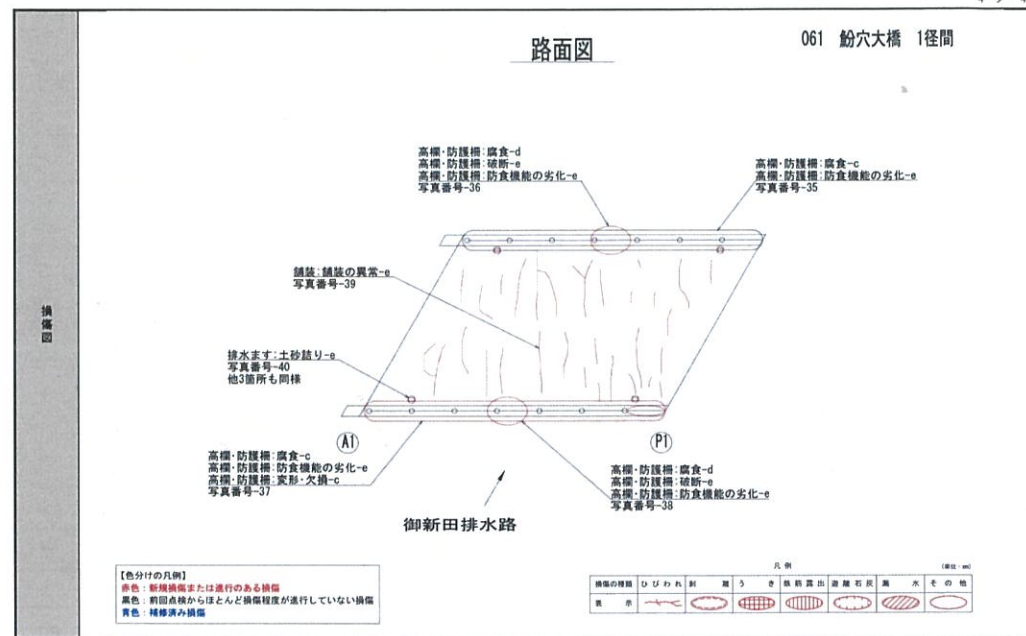 路面図
061 鮒穴大橋 1径間
高欄・防護柵:腐食-d
高欄・防護柵:破断-e
高欄・防護柵:防食機能の劣化-e
写真番号-36
高欄・防護柵:腐食-c
高欄・防護柵:防食機能の劣化-e
写真番号-35
舗装:舗装の異常-e
写真番号-39
損傷図
排水ます:土砂詰り-e
写真番号-40
他3箇所も同様
A1
P1
高欄・防護柵:腐食-c
高欄・防護柵:防食機能の劣化-e
高欄・防護柵:変形・欠損-c
写真番号-37
高欄・防護柵:腐食-d
高欄・防護柵:破断-e
高欄・防護柵:防食機能の劣化-e
写真番号-38
御新田排水路
【色分けの凡例】
赤色:新規損傷または進行のある損傷
黒色:前回点検からほとんど損傷程度が進行していない損傷
青色:補修済み損傷
凡例
(単位:mm)
損傷の種類 ひびわれ 剥離 うき 鉄筋露出 遊離石灰 漏水 その他
表示